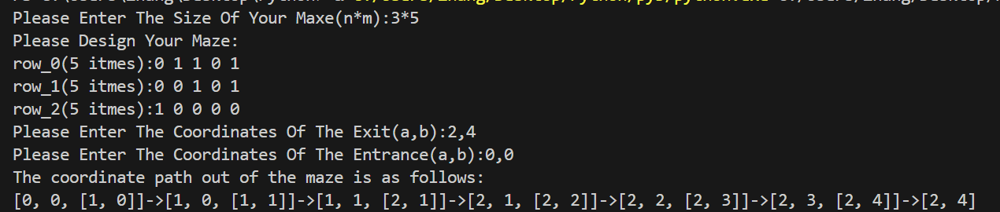 Please Enter The Size Of Your Maxe(n*m):3*5
Please Design Your Maze:
row_0(5 itmes):0 1 1 0 1
row_1(5 itmes):0 0 1 0 1
row_2(5 itmes):1 0 0 0 0
Please Enter The Coordinates Of The Exit(a,b):2,4
Please Enter The Coordinates Of The Entrance(a,b):0,0
The coordinate path out of the maze is as follows:
[0, 0, [1, 0]]->[1, 0, [1, 1]]->[1, 1, [2, 1]]->[2, 1, [2, 2]]->[2, 2, [2, 3]]->[2, 3, [2, 4]]->[2, 4]